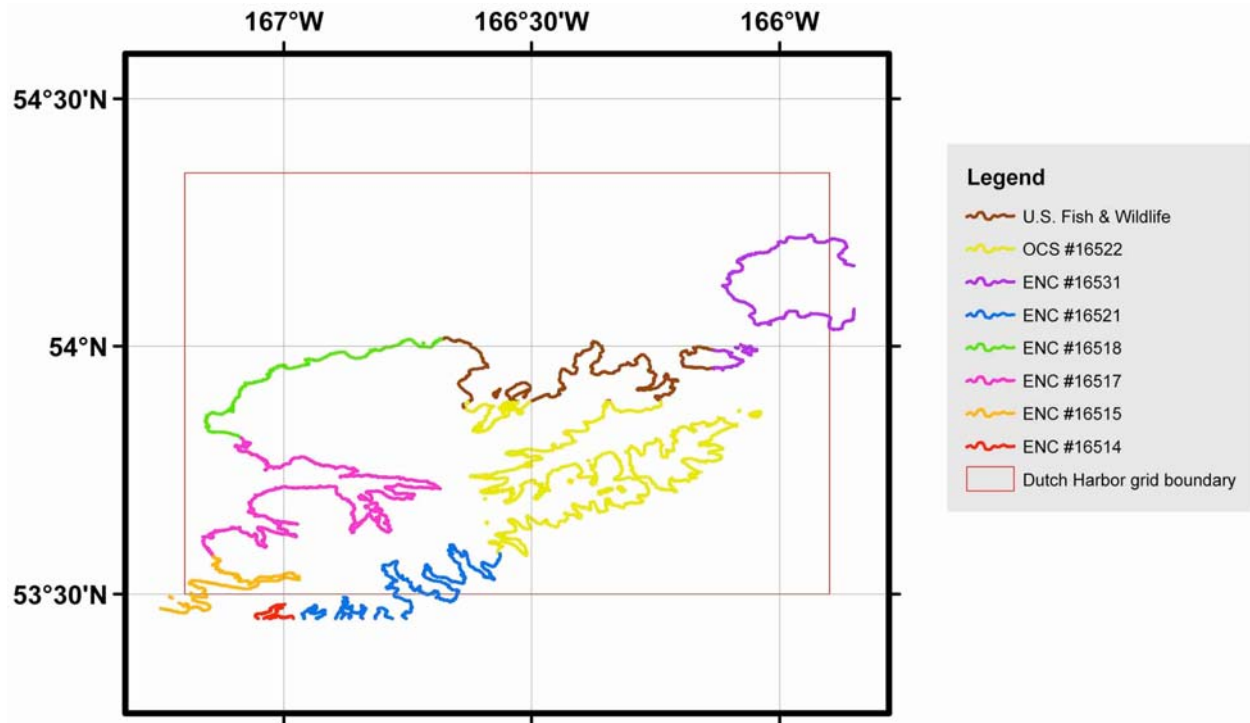 167°W 166°30'W 166°W
54°30'N
54°N
53°30'N
Legend
U.S. Fish & Wildlife
OCS #16522
ENC #16531
ENC #16521
ENC #16518
ENC #16517
ENC #16515
ENC #16514
Dutch Harbor grid boundary